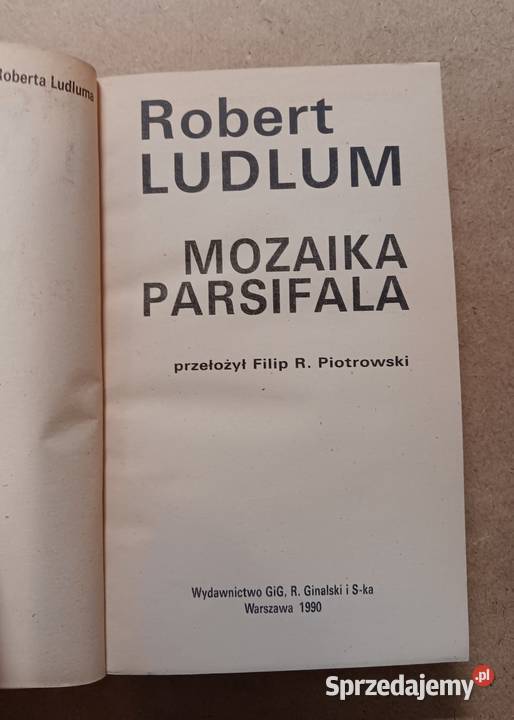 Roberta Ludluma
Robert
LUDLUM
MOZAIKA
PARSIFALA
przełożył Filip R. Piotrowski
Wydawnictwo GiG, R. Ginalski i S-ka
Warszawa 1990
Sprzedajemy.pl